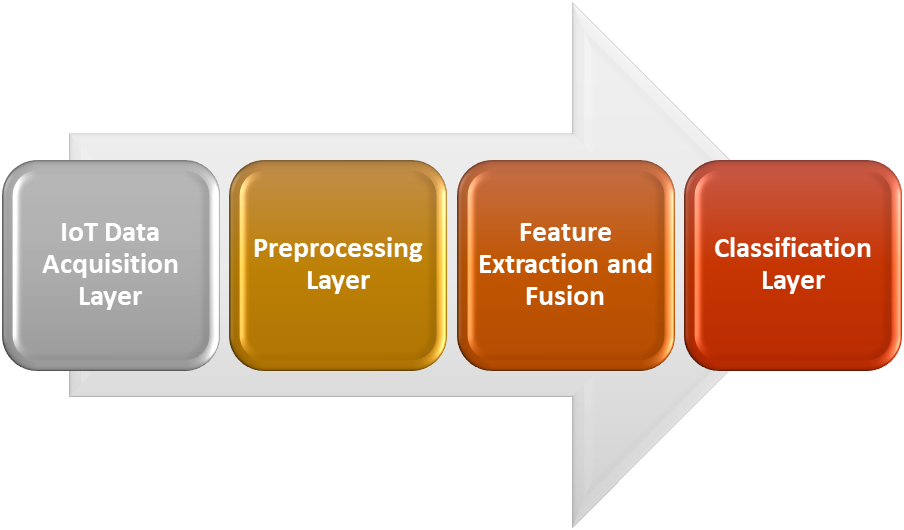 IoT Data
Acquisition
Layer
Preprocessing
Layer
Feature
Extraction and
Fusion
Classification
Layer